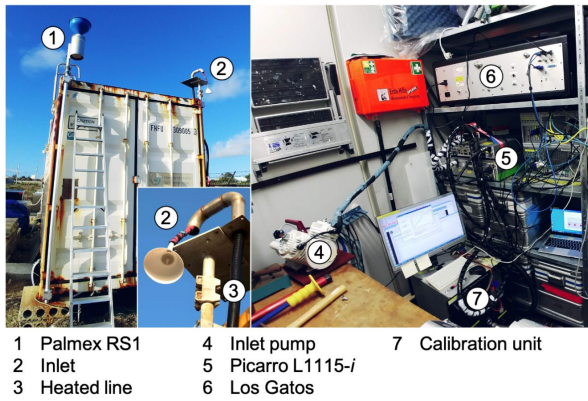 1
2
2
3
4
5
6
7
1 Palmex RS1 4 Inlet pump 7 Calibration unit
2 Inlet 5 Picarro L1115-i
3 Heated line 6 Los Gatos